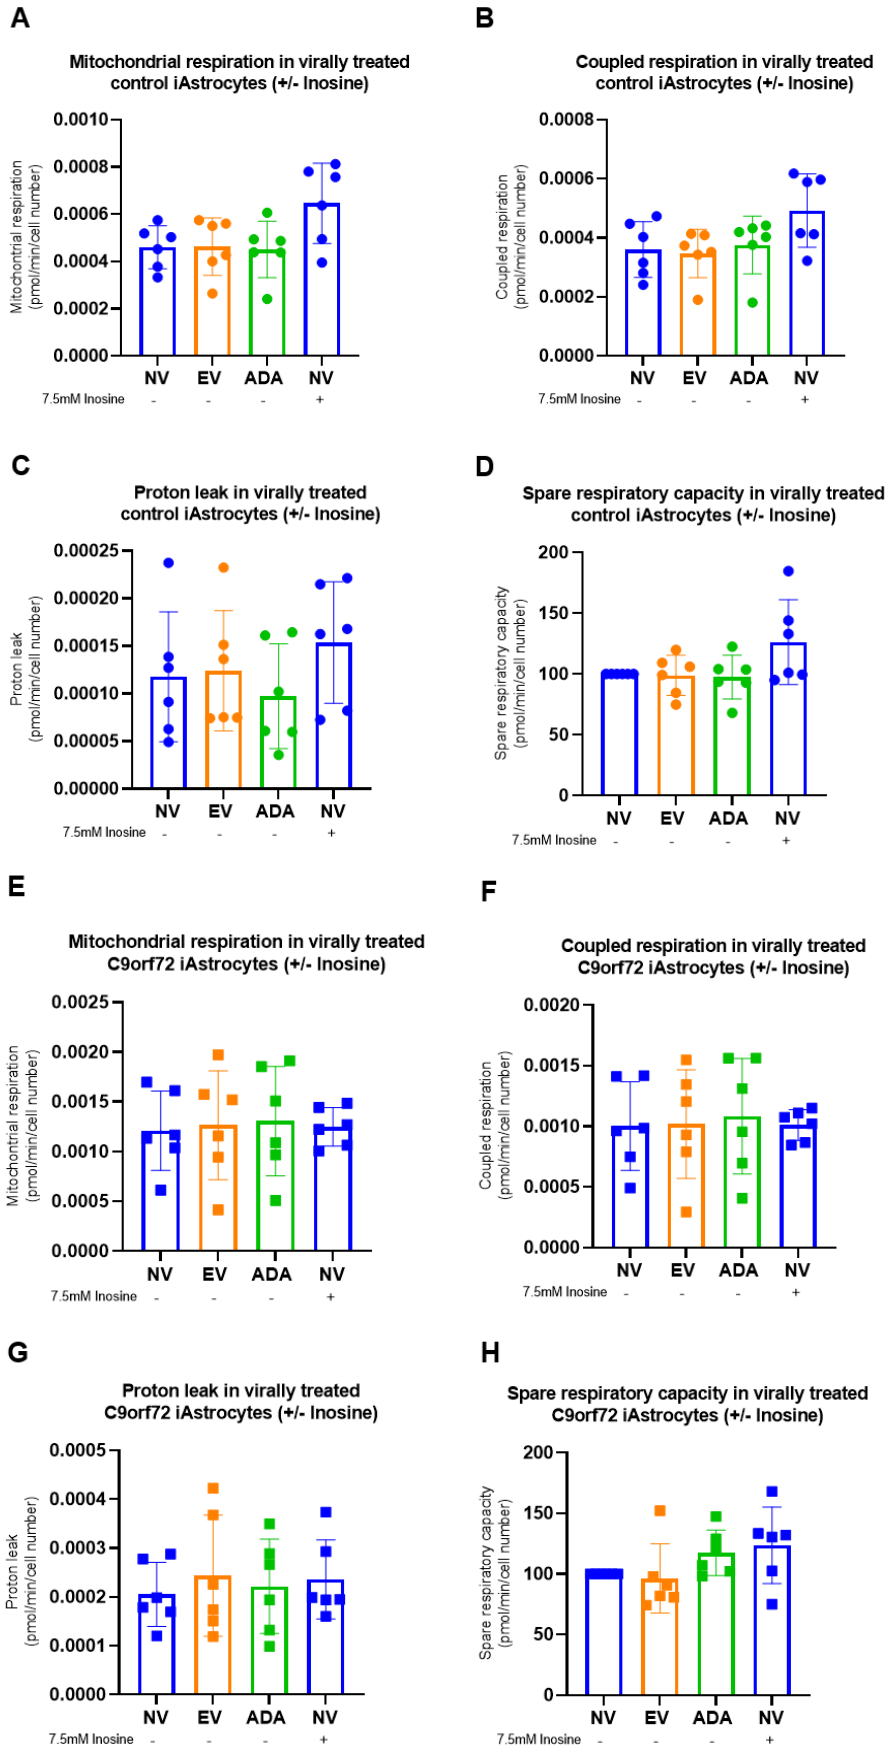 A
Mitochondrial respiration in virally treated
control iAstrocytes (+/- Inosine)
Mitochontrial respiration
(pmol/min/cell number)
0.0010
0.0008
0.0006
0.0004
0.0002
0.0000
NV EV ADA NV
7.5mM Inosine - - - +
B
Coupled respiration in virally treated
control iAstrocytes (+/- Inosine)
Coupled respiration
(pmol/min/cell number)
0.0008
0.0006
0.0004
0.0002
0.0000
NV EV ADA NV
7.5mM Inosine - - - +
C
Proton leak in virally treated
control iAstrocytes (+/- Inosine)
Proton leak
(pmol/min/cell number)
0.00025
0.00020
0.00015
0.00010
0.00005
0.00000
NV EV ADA NV
7.5mM Inosine - - - +
D
Spare respiratory capacity in virally treated
control iAstrocytes (+/- Inosine)
Spare respiratory capacity
(pmol/min/cell number)
200
150
100
50
0
NV EV ADA NV
7.5mM Inosine - - - +
E
Mitochondrial respiration in virally treated
C9orf72 iAstrocytes (+/- Inosine)
Mitochontrial respiration
(pmol/min/cell number)
0.0025
0.0020
0.0015
0.0010
0.0005
0.0000
NV EV ADA NV
7.5mM Inosine - - - +
F
Coupled respiration in virally treated
C9orf72 iAstrocytes (+/- Inosine)
Coupled respiration
(pmol/min/cell number)
0.0020
0.0015
0.0010
0.0005
0.0000
NV EV ADA NV
7.5mM Inosine - - - +
G
Proton leak in virally treated
C9orf72 iAstrocytes (+/- Inosine)
Proton leak
(pmol/min/cell number)
0.0005
0.0004
0.0003
0.0002
0.0001
0.0000
NV EV ADA NV
7.5mM Inosine - - - +
H
Spare respiratory capacity in virally treated
C9orf72 iAstrocytes (+/- Inosine)
Spare respiratory capacity
(pmol/min/cell number)
200
150
100
50
0
NV EV ADA NV
7.5mM Inosine - - - +